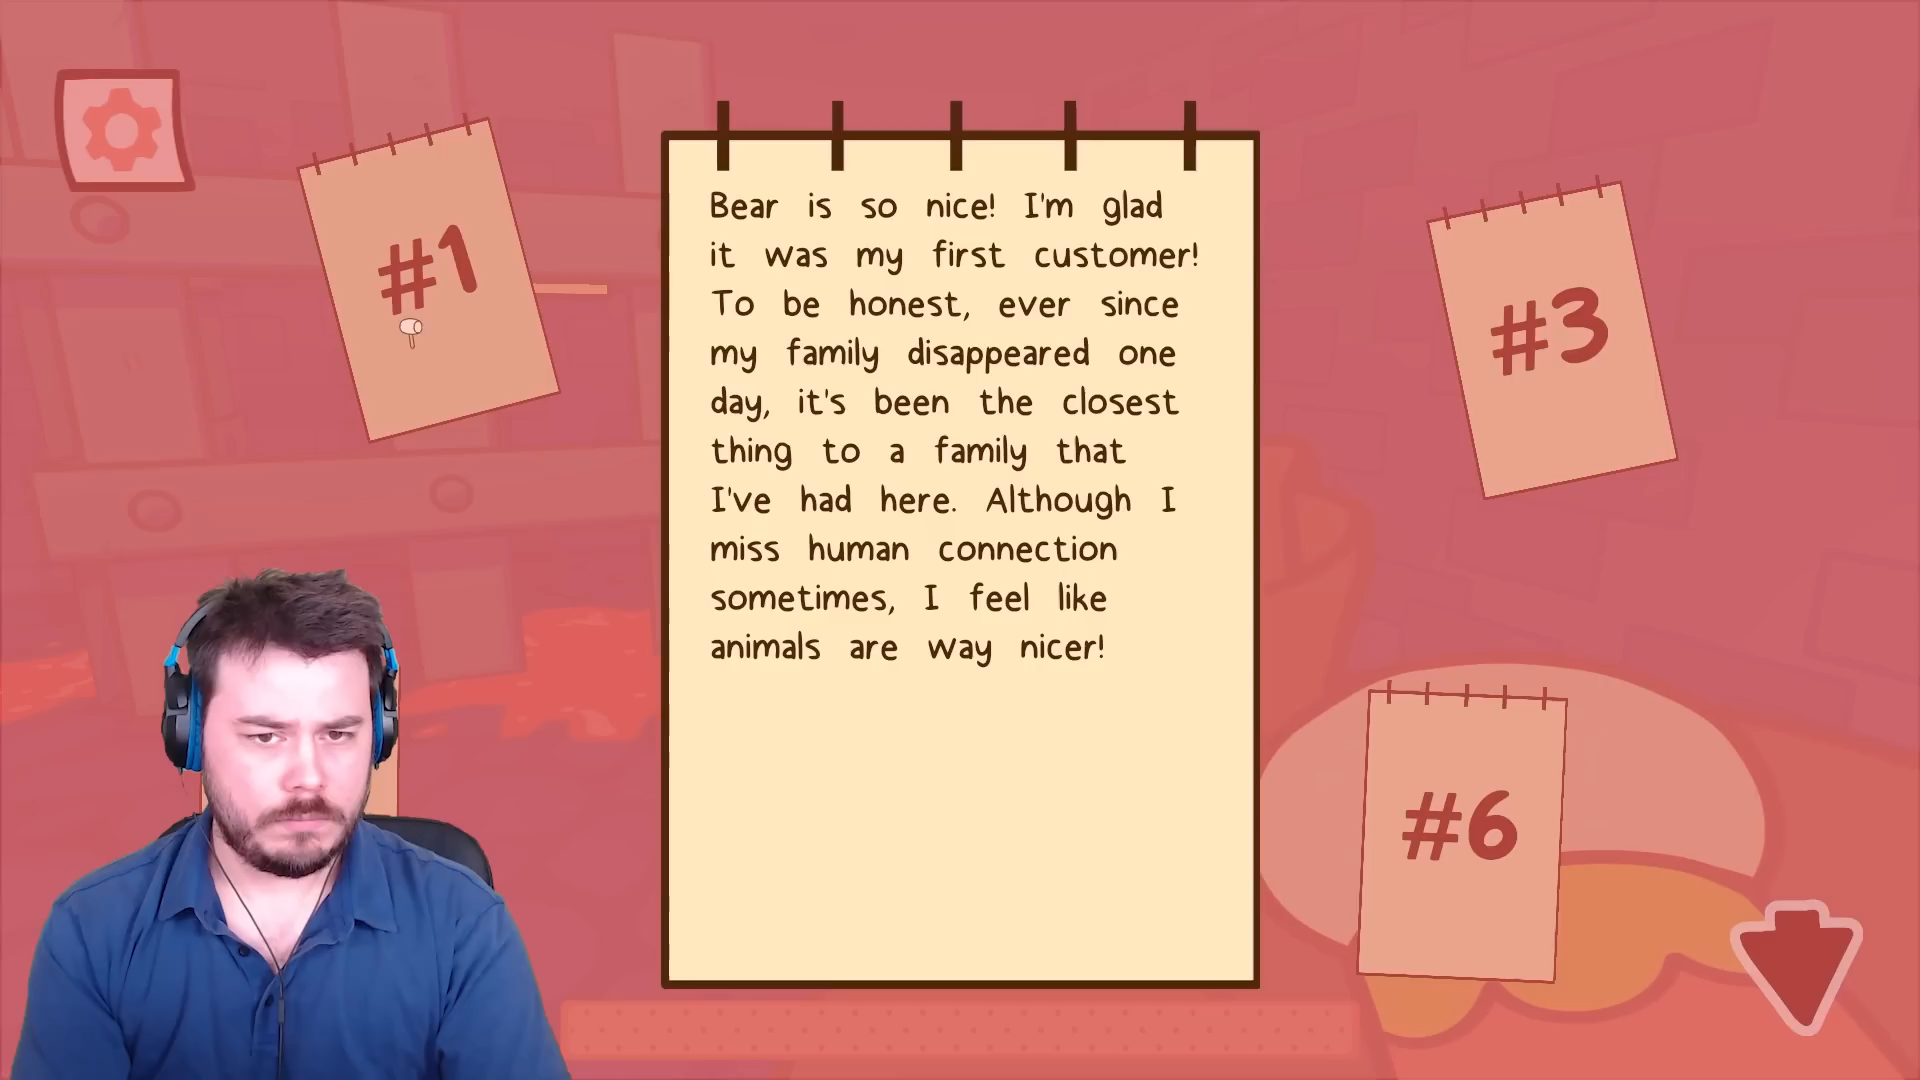 #1
Bear is so nice! I'm glad
it was my first customer!
To be honest, ever since
my family disappeared one
day, it's been the closest
thing to a family that
I've had here. Although I
miss human connection
sometimes, I feel like
animals are way nicer!
#3
#6